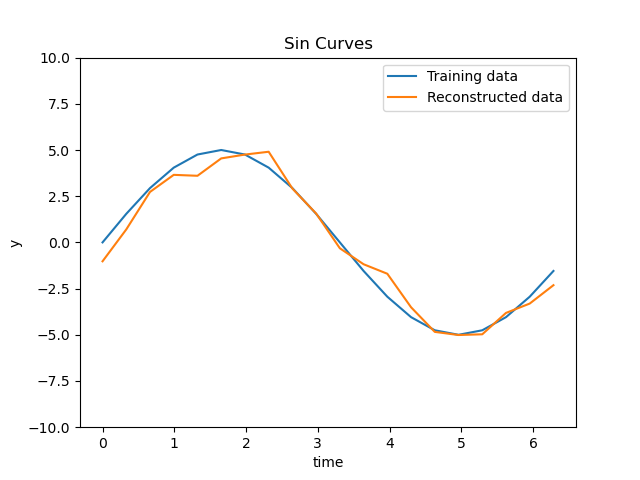 Sin Curves
Training data
Reconstructed data
10.0
7.5
5.0
2.5
0.0
−2.5
−5.0
−7.5
−10.0
y
0 1 2 3 4 5 6
time